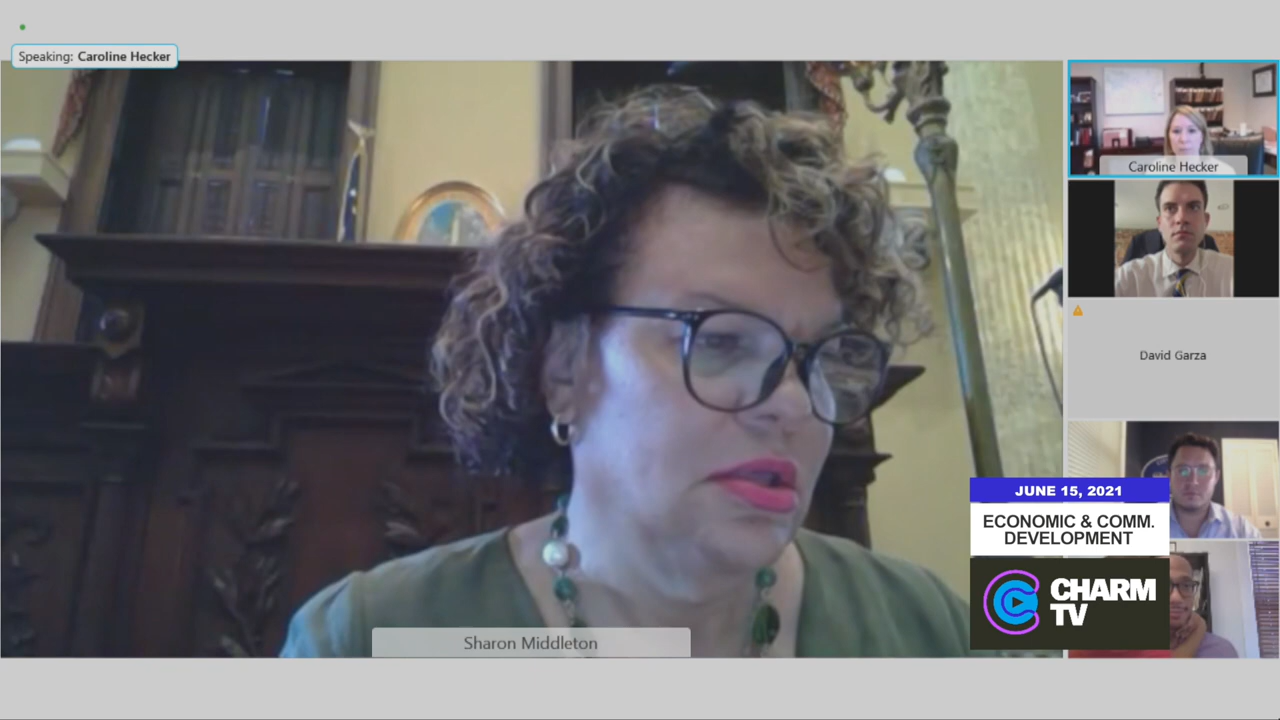 Speaking: Caroline Hecker
Caroline Hecker
David Garza
JUNE 15, 2021
ECONOMIC & COMM.
DEVELOPMENT
CHARM
TV
Sharon Middleton